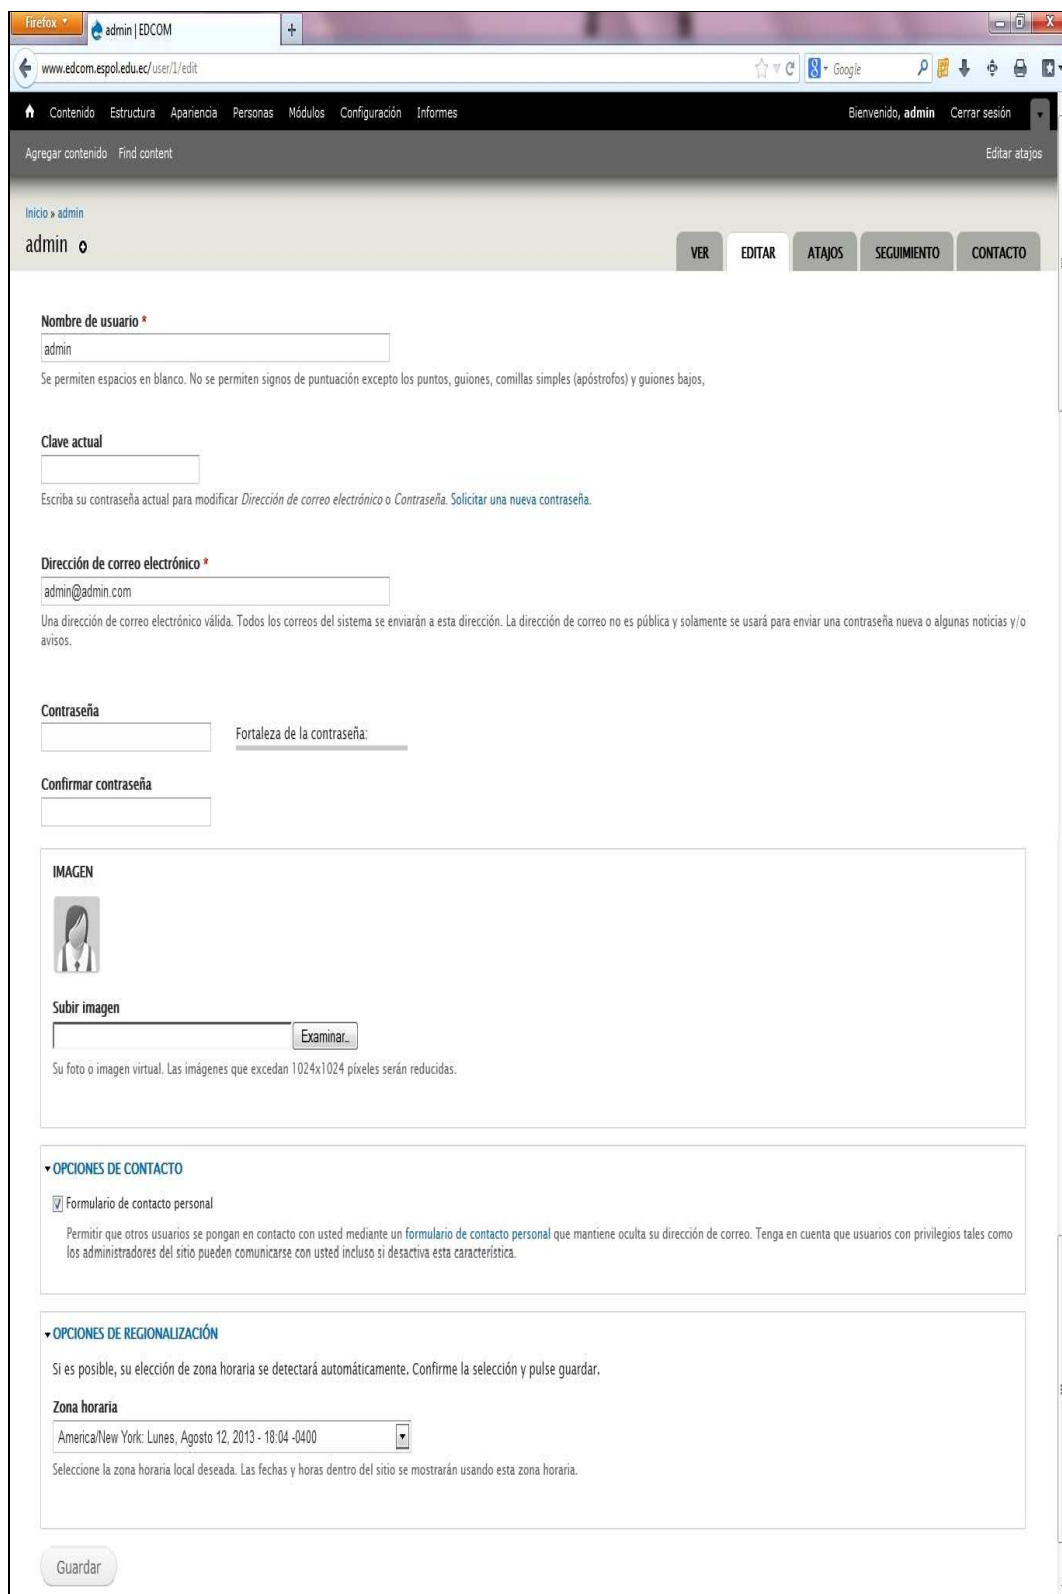 Firefox
admin | EDCOM
www.edcom.espol.edu.ec/user/1/edit
Google
Contenido Estructura Apariencia Personas Módulos Configuración Informes
Bienvenido, admin Cerrar sesión
Agregar contenido Find content
Editar atajos
Inicio » admin
admin
VER EDITAR ATAJOS SEGUIMIENTO CONTACTO
Nombre de usuario *
admin
Se permiten espacios en blanco. No se permiten signos de puntuación excepto los puntos, guiones, comillas simples (apóstrofos) y guiones bajos,
Clave actual
Escriba su contraseña actual para modificar Dirección de correo electrónico o Contraseña. Solicitar una nueva contraseña.
Dirección de correo electrónico *
admin@admin.com
Una dirección de correo electrónico válida. Todos los correos del sistema se enviarán a esta dirección. La dirección de correo no es pública y solamente se usará para enviar una contraseña nueva o algunas noticias y/o
avisos.
Contraseña
Fortaleza de la contraseña:
Confirmar contraseña
IMAGEN
Subir imagen
Examinar..
Su foto o imagen virtual. Las imágenes que excedan 1024x1024 píxeles serán reducidas.
OPCIONES DE CONTACTO
Formulario de contacto personal
Permitir que otros usuarios se pongan en contacto con usted mediante un formulario de contacto personal que mantiene oculta su dirección de correo. Tenga en cuenta que usuarios con privilegios tales como
los administradores del sitio pueden comunicarse con usted incluso si desactiva esta característica.
OPCIONES DE REGIONALIZACIÓN
Si es posible, su elección de zona horaria se detectará automáticamente. Confirme la selección y pulse guardar.
Zona horaria
America/New York: Lunes, Agosto 12, 2013 - 18:04 -0400
Seleccione la zona horaria local deseada. Las fechas y horas dentro del sitio se mostrarán usando esta zona horaria.
Guardar